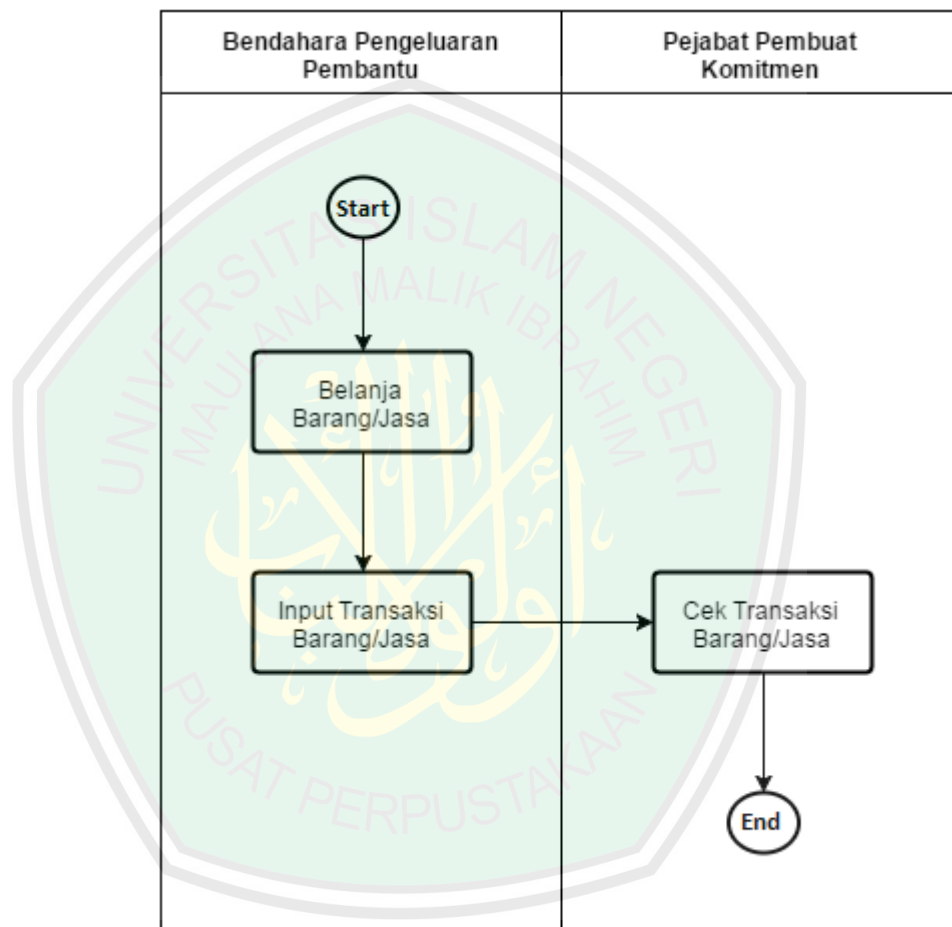 Bendahara Pengeluaran
Pembantu
Pejabat Pembuat
Komitmen
Start
Belanja
Barang/Jasa
Input Transaksi
Barang/Jasa
Cek Transaksi
Barang/Jasa
End
UNIVERSITAS ISLAM NEGERI
MAULANA MALIK IBRAHIM
PUSAT PERPUSTAKAAN